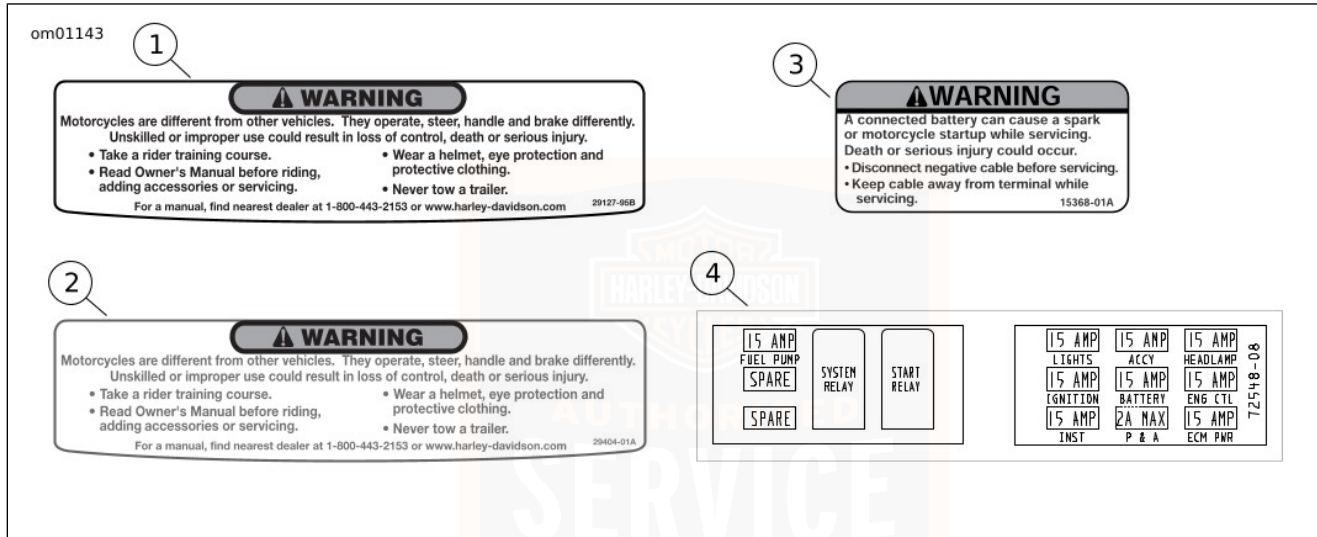 om01143
1
WARNING
Motorcycles are different from other vehicles. They operate, steer, handle and brake differently.
Unskilled or improper use could result in loss of control, death or serious injury.
• Take a rider training course.
• Read Owner's Manual before riding,
adding accessories or servicing.
• Wear a helmet, eye protection and
protective clothing.
• Never tow a trailer.
For a manual, find nearest dealer at 1-800-443-2153 or www.harley-davidson.com
29127-95B
3
WARNING
A connected battery can cause a spark
or motorcycle startup while servicing.
Death or serious injury could occur.
• Disconnect negative cable before servicing.
• Keep cable away from terminal while
servicing.
15368-01A
2
WARNING
Motorcycles are different from other vehicles. They operate, steer, handle and brake differently.
Unskilled or improper use could result in loss of control, death or serious injury.
• Take a rider training course.
• Read Owner's Manual before riding,
adding accessories or servicing.
• Wear a helmet, eye protection and
protective clothing.
• Never tow a trailer.
For a manual, find nearest dealer at 1-800-443-2153 or www.harley-davidson.com
29404-01A
4
15 AMP
FUEL PUMP
SPARE
SPARE
SYSTEM
RELAY
START
RELAY
15 AMP 15 AMP 15 AMP
LIGHTS ACCY HEADLAMP
15 AMP 15 AMP 15 AMP
IGNITION BATTERY ENG CTL
15 AMP 2A MAX 15 AMP
INST P & A ECM PWR
72548-08
MOTOR
HARLEY-DAVIDSON
CYCLES
AUTHORIZED
SERVICE